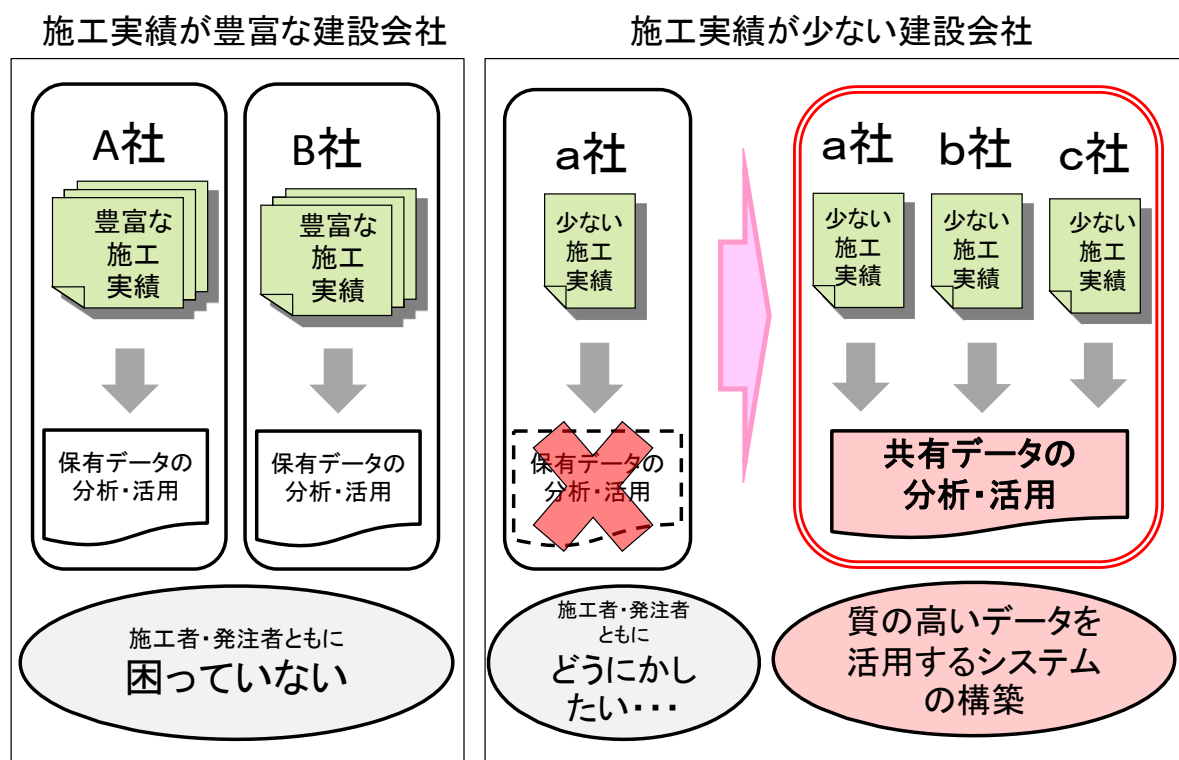 施工実績が豊富な建設会社
A社
豊富な
施工
実績
保有データの
分析・活用
B社
豊富な
施工
実績
保有データの
分析・活用
施工者・発注者ともに
困っていない
施工実績が少ない建設会社
a社
少ない
施工
実績
保有データの
分析・活用
施工者・発注者
ともに
どうにかし
たい・・・
a社
少ない
施工
実績
b社
少ない
施工
実績
c社
少ない
施工
実績
共有データの
分析・活用
質の高いデータを
活用するシステム
の構築